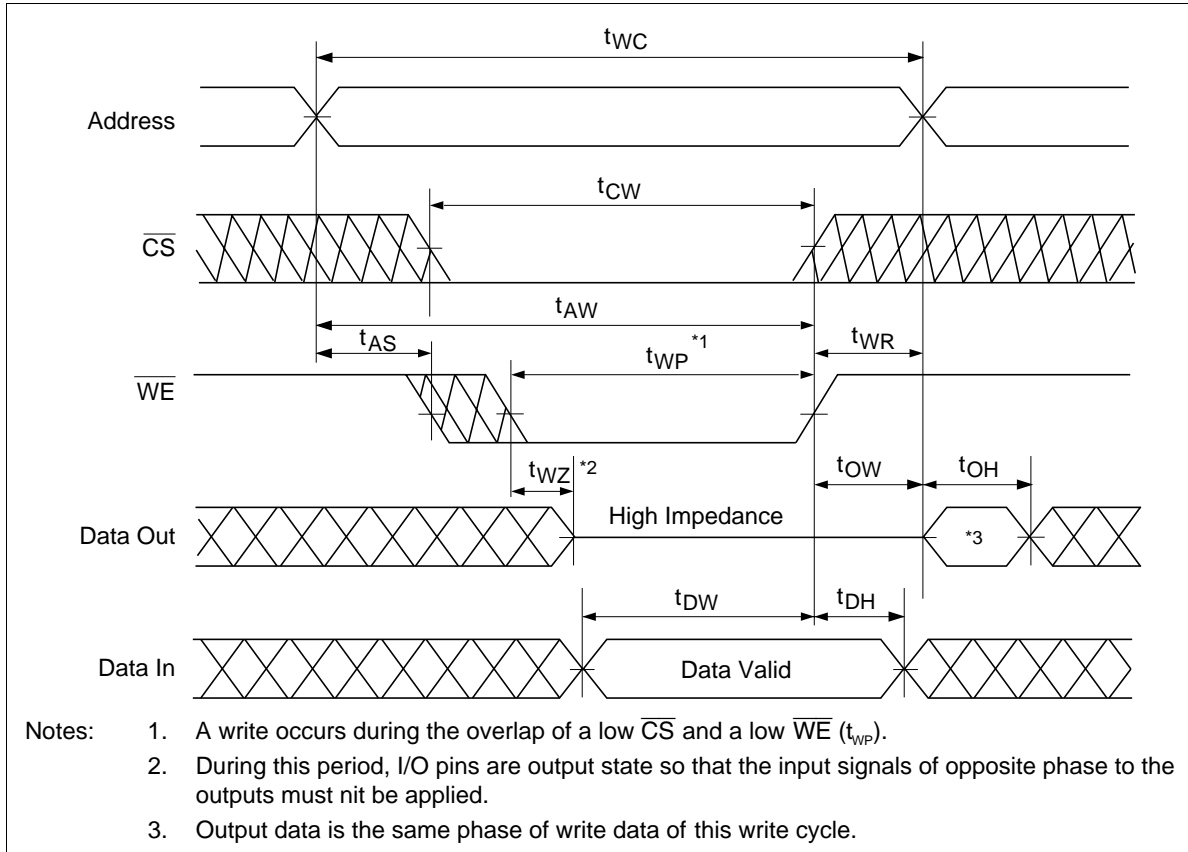 tWC
Address
tCW
CS
tAW
tAS
tWP *1
tWR
WE
tWZ *2
tOW
tOH
High Impedance
Data Out
*3
tDW
tDH
Data In
Data Valid
Notes: 1. A write occurs during the overlap of a low CS and a low WE (tWP).
2. During this period, I/O pins are output state so that the input signals of opposite phase to the
outputs must nit be applied.
3. Output data is the same phase of write data of this write cycle.